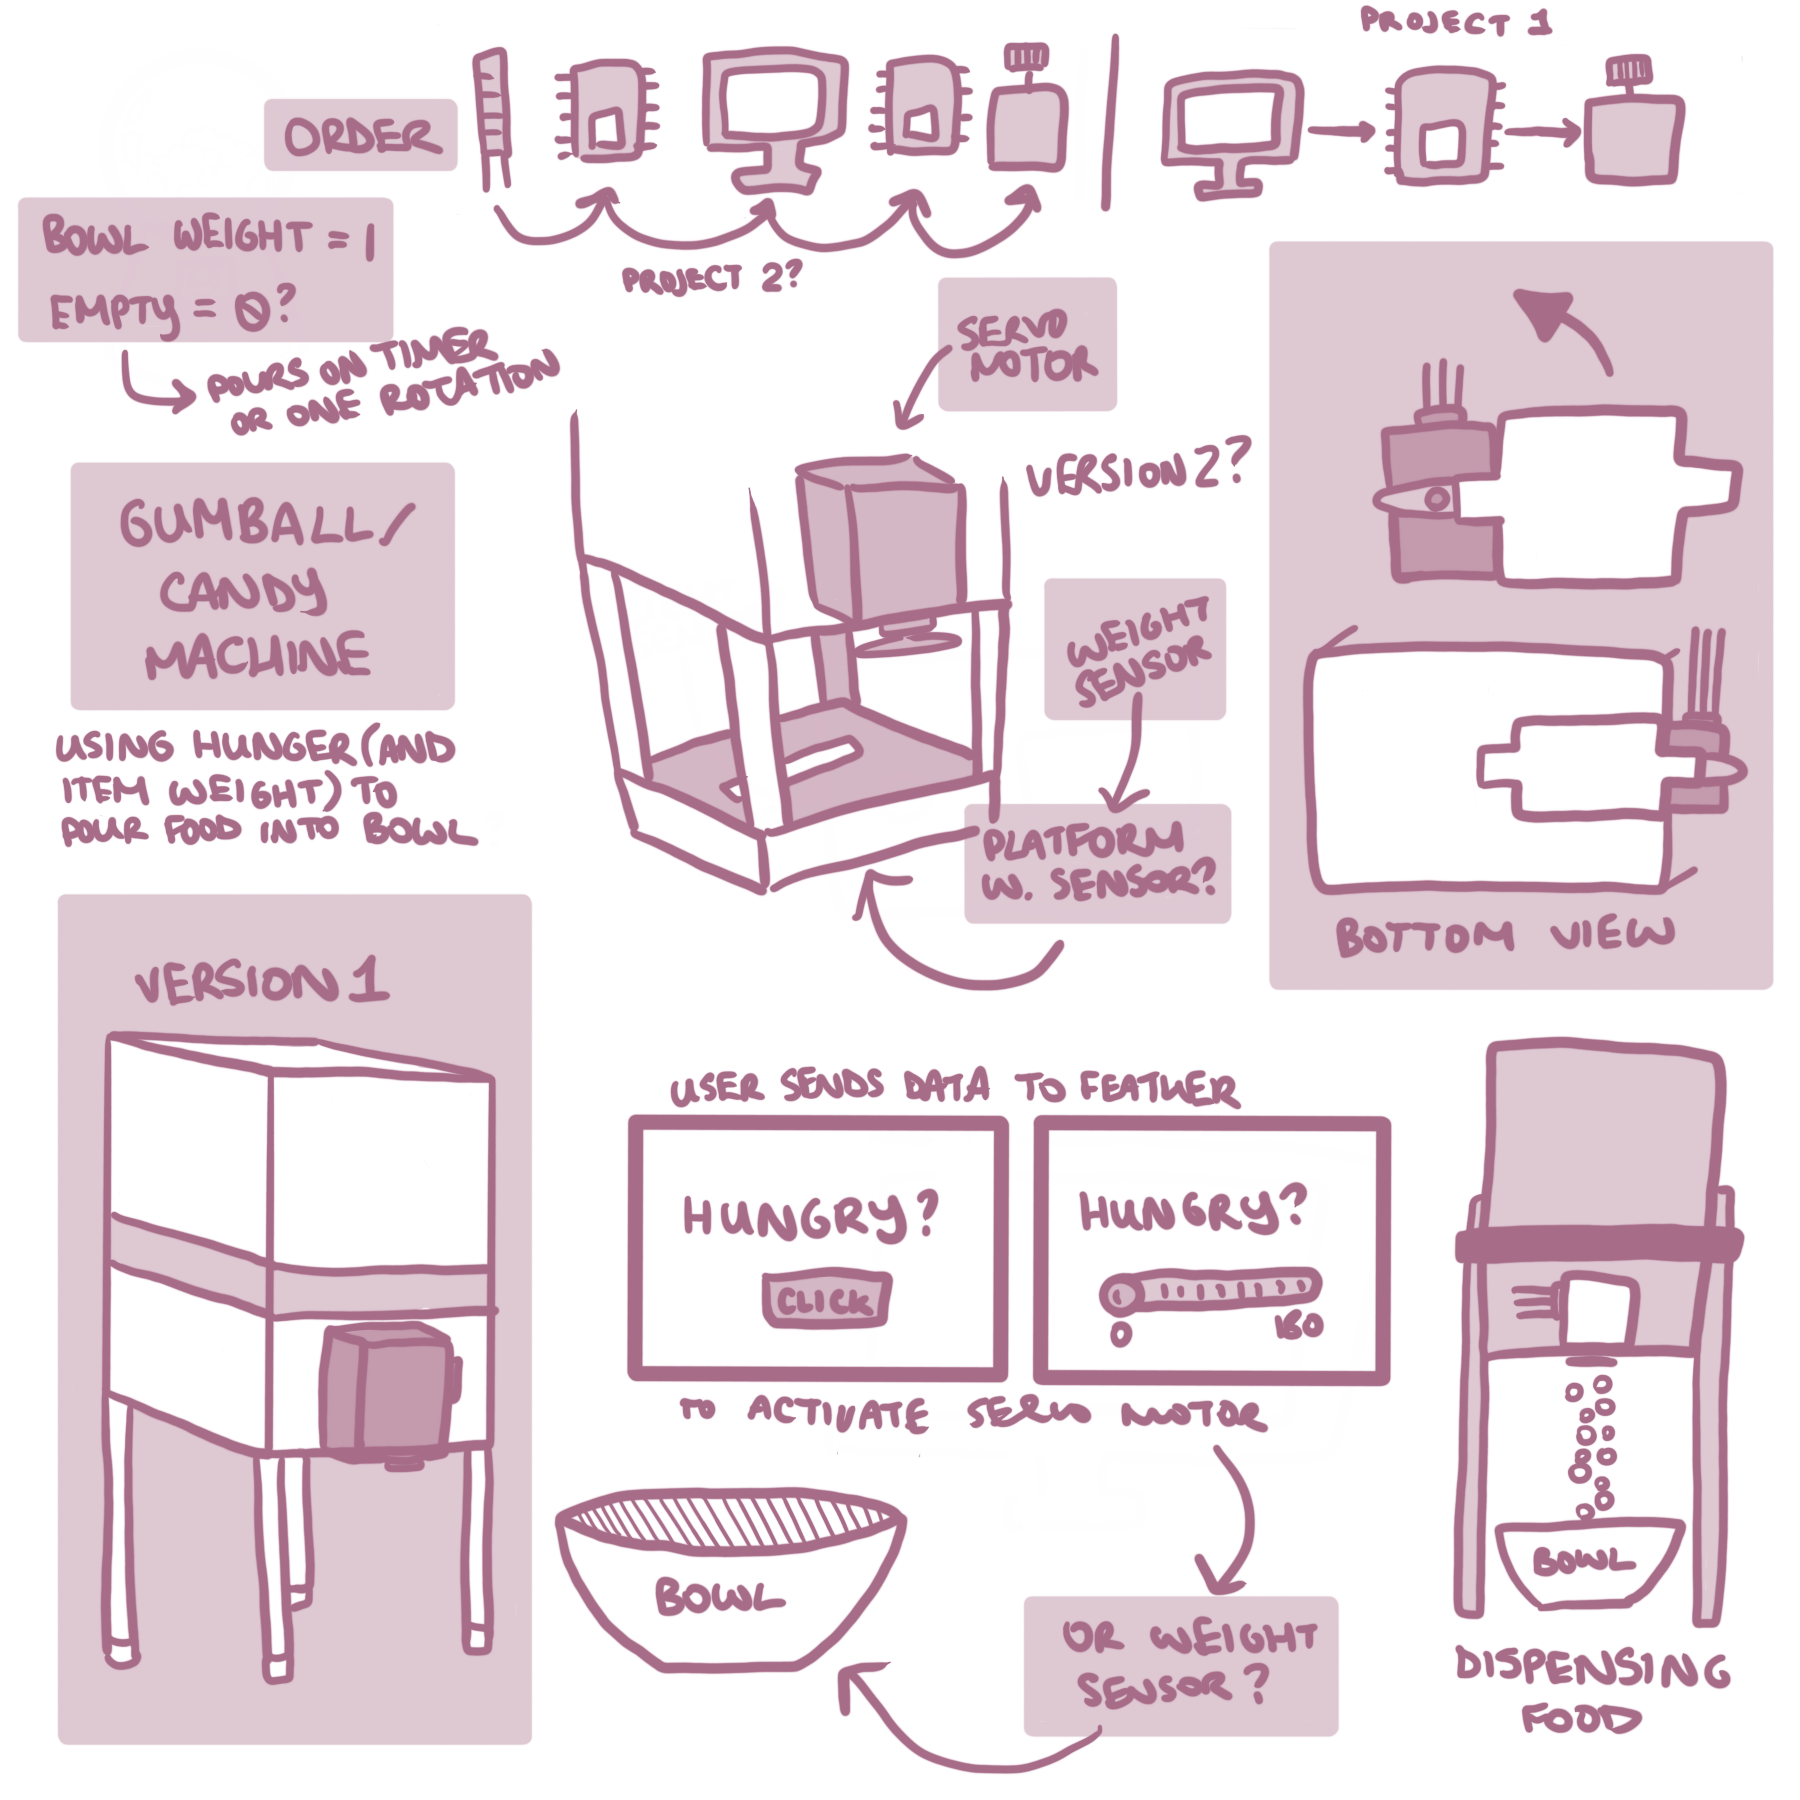 PROJECT 1
ORDER
BOWL WEIGHT = 1
EMPTY = 0?
PROJECT 2?
POURS ON TIMER
OR ONE ROTATION
SERVO
MOTOR
VERSION 2?
GUMBALL/
CANDY
MACHINE
WEIGHT
SENSOR
USING HUNGER (AND
ITEM WEIGHT) TO
POUR FOOD INTO BOWL
PLATFORM
W. SENSOR?
BOTTOM VIEW
VERSION 1
USER SENDS DATA TO FEATHER
HUNGRY?
CLICK
HUNGRY?
0 180
TO ACTIVATE SERVO MOTOR
BOWL
OR WEIGHT
SENSOR?
BOWL
DISPENSING
FOOD